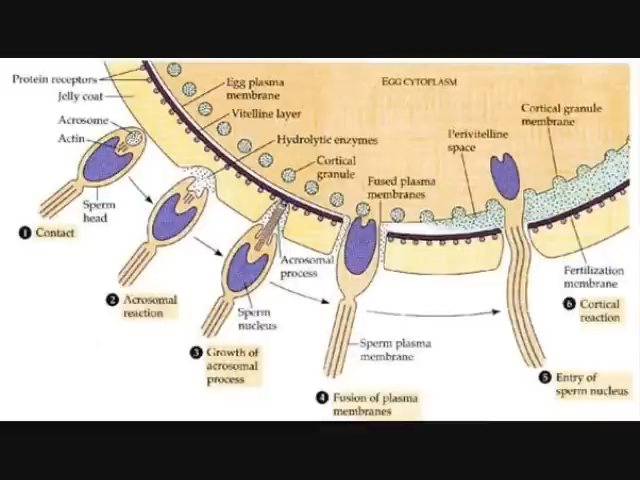 Protein receptors
Jelly coat
Acrosome
Actin
Sperm
head
1 Contact
Egg plasma
membrane
Vitelline layer
Hydrolytic enzymes
Cortical
granule
EGG CYTOPLASM
Fused plasma
membranes
Perivitelline
space
Cortical granule
membrane
2 Acrosomal
reaction
Acrosomal
process
Sperm
nucleus
3 Growth of
acrosomal
process
Sperm plasma
membrane
4 Fusion of plasma
membranes
Fertilization
membrane
6 Cortical
reaction
5 Entry of
sperm nucleus